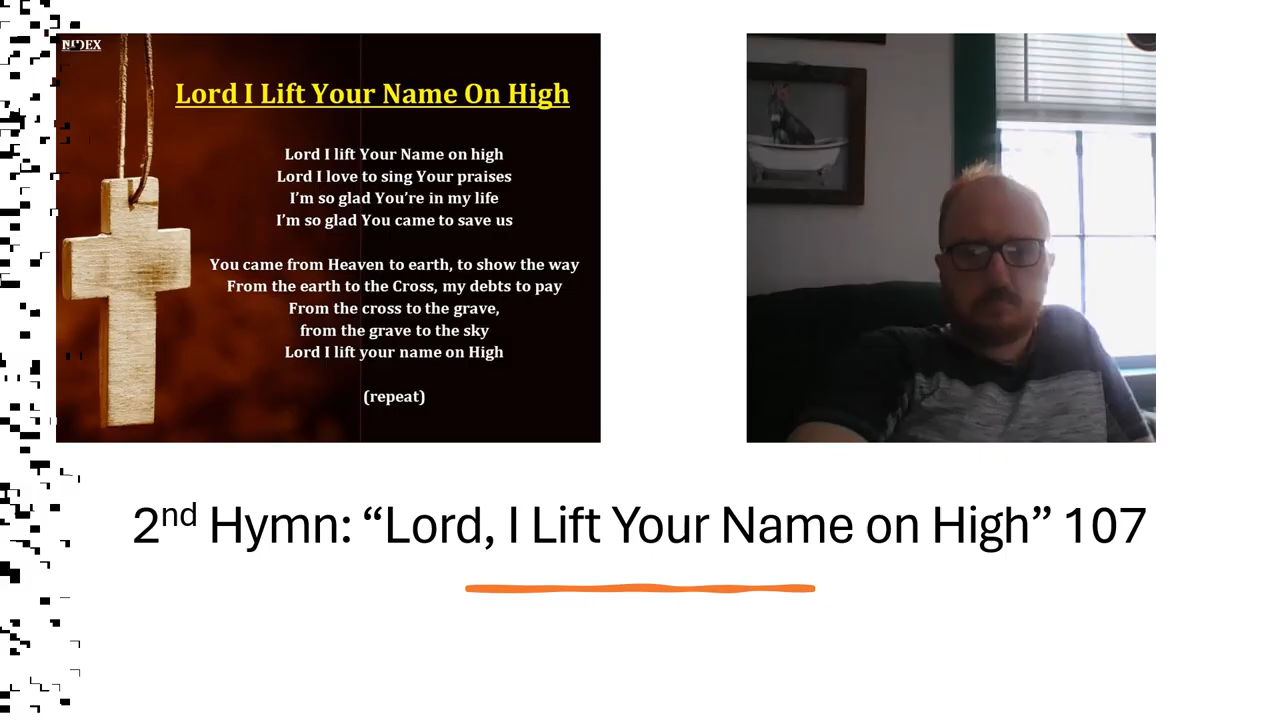 INDEX
Lord I Lift Your Name On High
Lord I lift Your Name on high
Lord I love to sing Your praises
I'm so glad You're in my life
I'm so glad You came to save us
You came from Heaven to earth, to show the way
From the earth to the Cross, my debts to pay
From the cross to the grave,
from the grave to the sky
Lord I lift your name on High
(repeat)
2nd Hymn: “Lord, I Lift Your Name on High” 107